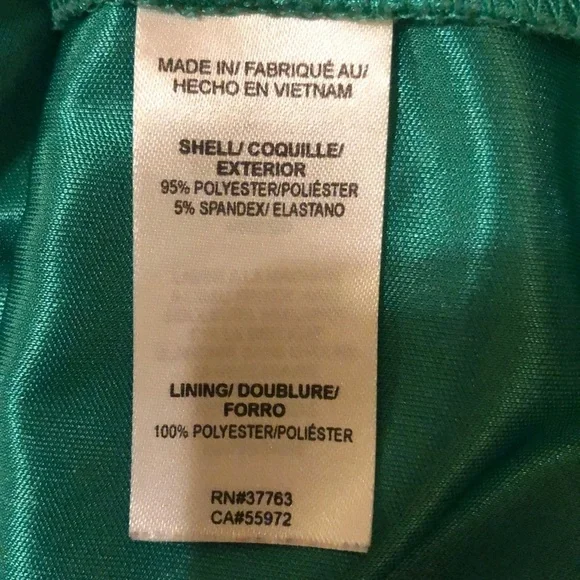 MADE IN/ FABRIQUÉ AU/
HECHO EN VIETNAM
SHELL/ COQUILLE/
EXTERIOR
95% POLYESTER/POLIÉSTER
5% SPANDEX/ ELASTANO
LINING/ DOUBLURE/
FORRO
100% POLYESTER/POLIÉSTER
RN#37763
CA#55972